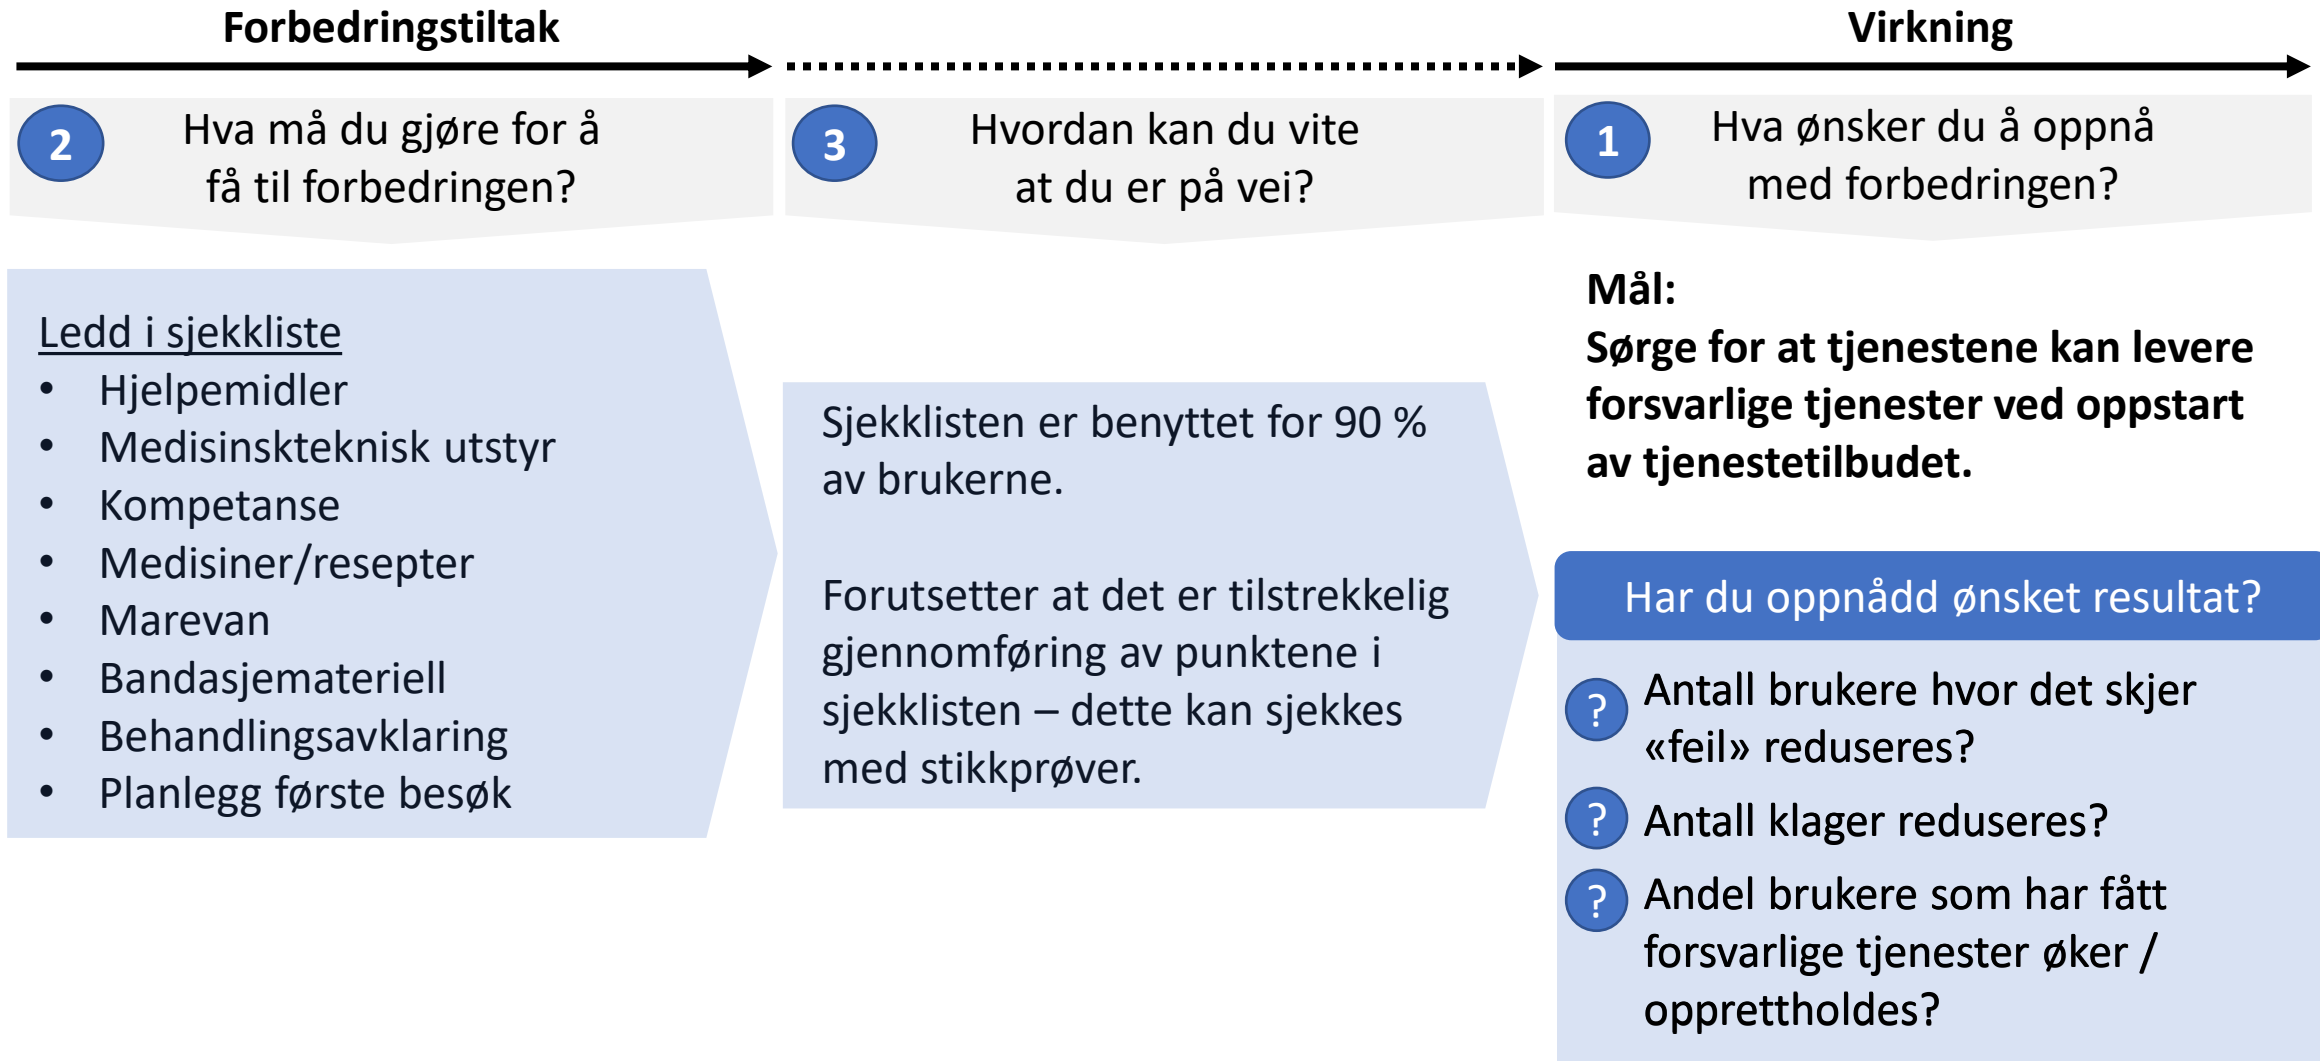 Forbedringstiltak
Virkning
2
Hva må du gjøre for å
få til forbedringen?
3
Hvordan kan du vite
at du er på vei?
1
Hva ønsker du å oppnå
med forbedringen?
Ledd i sjekkliste
• Hjelpemidler
• Medisinskteknisk utstyr
• Kompetanse
• Medisiner/resepter
• Marevan
• Bandasjemateriell
• Behandlingsavklaring
• Planlegg første besøk
Sjekklisten er benyttet for 90 %
av brukerne.
Forutsetter at det er tilstrekkelig
gjennomføring av punktene i
sjekklisten – dette kan sjekkes
med stikkprøver.
Mål:
Sørge for at tjenestene kan levere
forsvarlige tjenester ved oppstart
av tjenestetilbudet.
Har du oppnådd ønsket resultat?
? Antall brukere hvor det skjer
«feil» reduseres?
? Antall klager reduseres?
? Andel brukere som har fått
forsvarlige tjenester øker /
opprettholdes?